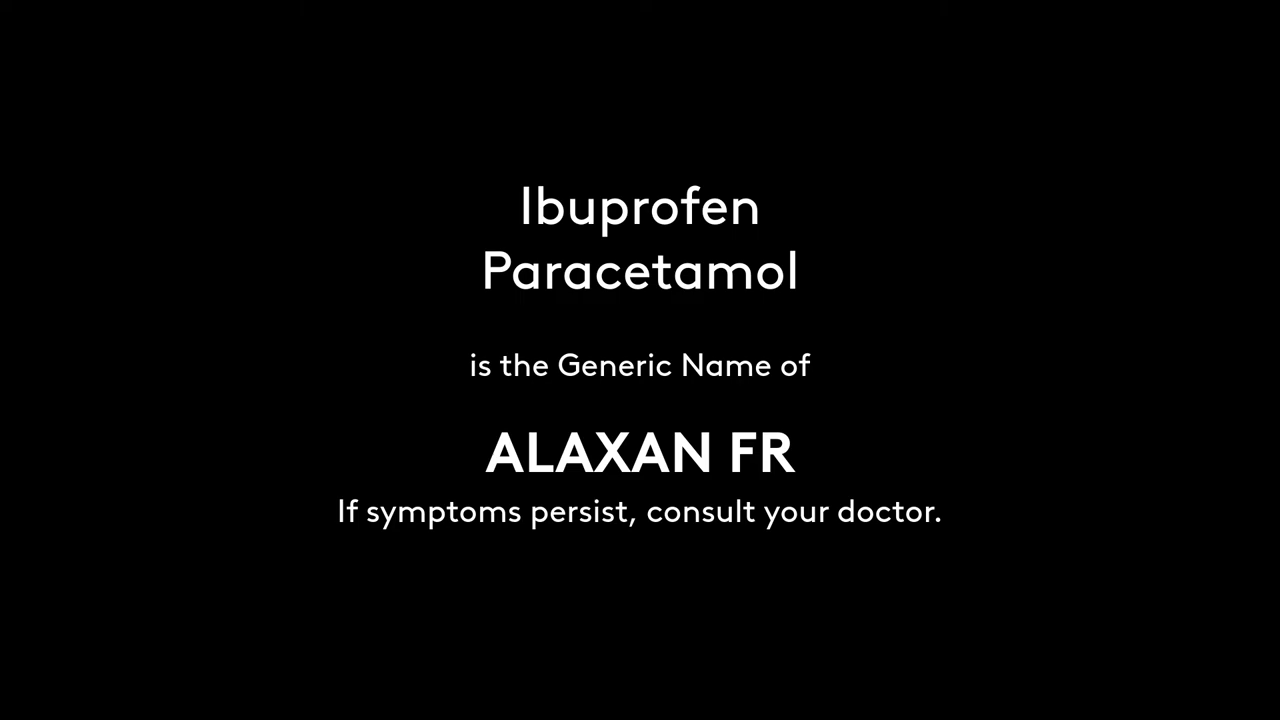 Ibuprofen
Paracetamol
is the Generic Name of
ALAXAN FR
If symptoms persist, consult your doctor.